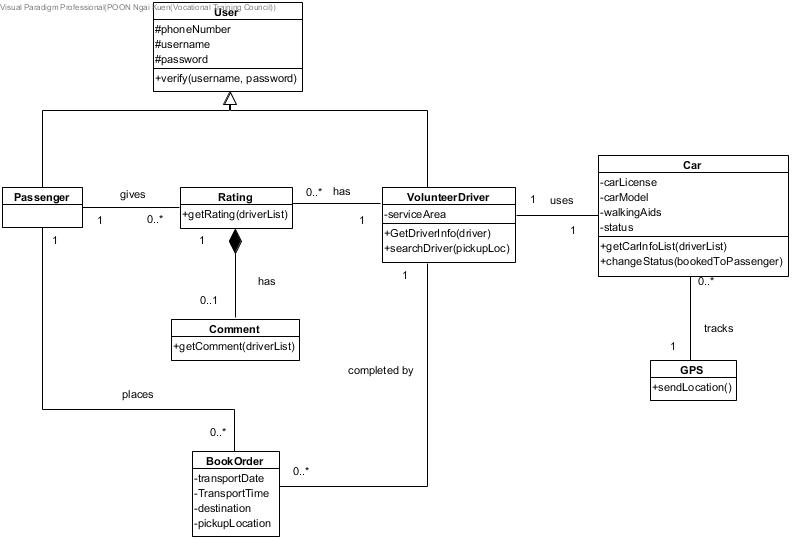 Visual Paradigm Professional(POON Ngai Kuen(Vocational Training Council))
User
#phoneNumber
#username
#password
+verify(username, password)
Passenger
gives
1
0..*
Rating
+getRating(driverList)
0..*
has
1
VolunteerDriver
-serviceArea
+GetDriverInfo(driver)
+searchDriver(pickupLoc)
1
uses
1
Car
-carLicense
-carModel
-walkingAids
-status
+getCarInfoList(driverList)
+changeStatus(bookedToPassenger)
1
1
has
0..1
1
0..*
tracks
1
Comment
+getComment(driverList)
completed by
GPS
+sendLocation()
places
0..*
0..*
BookOrder
-transportDate
-TransportTime
-destination
-pickupLocation